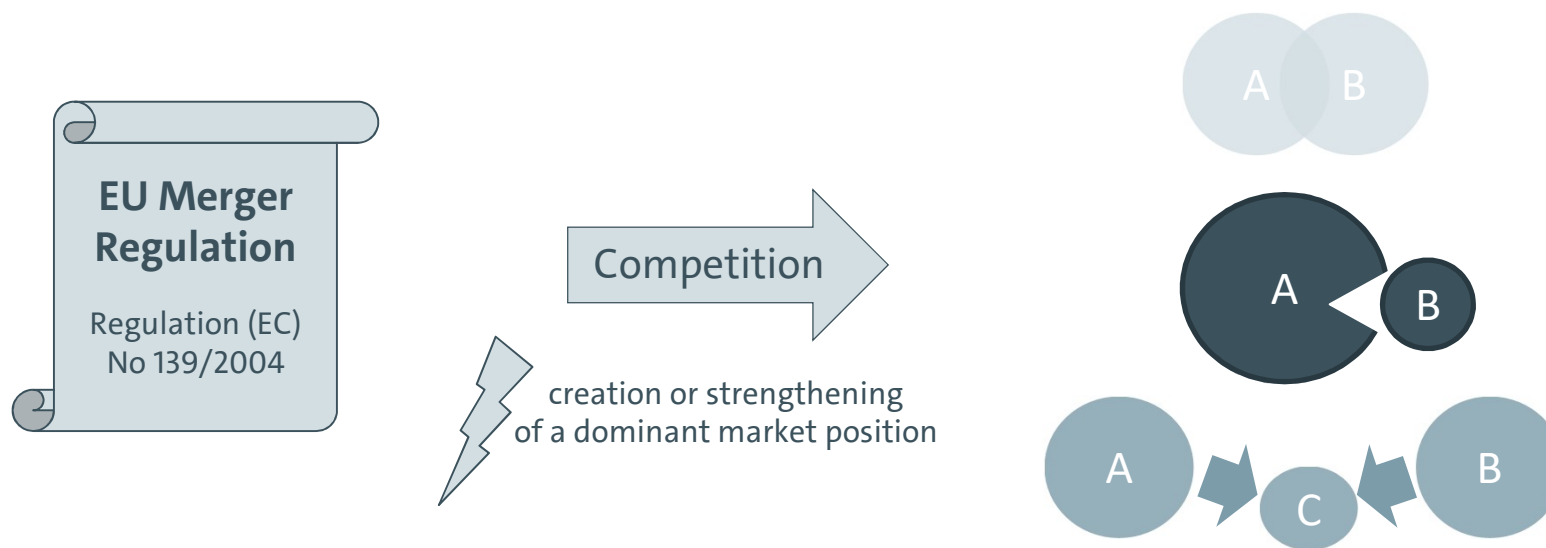 EU Merger
Regulation
Regulation (EC)
No 139/2004
Competition
creation or strengthening
of a dominant market position
A B
A B
A B
C